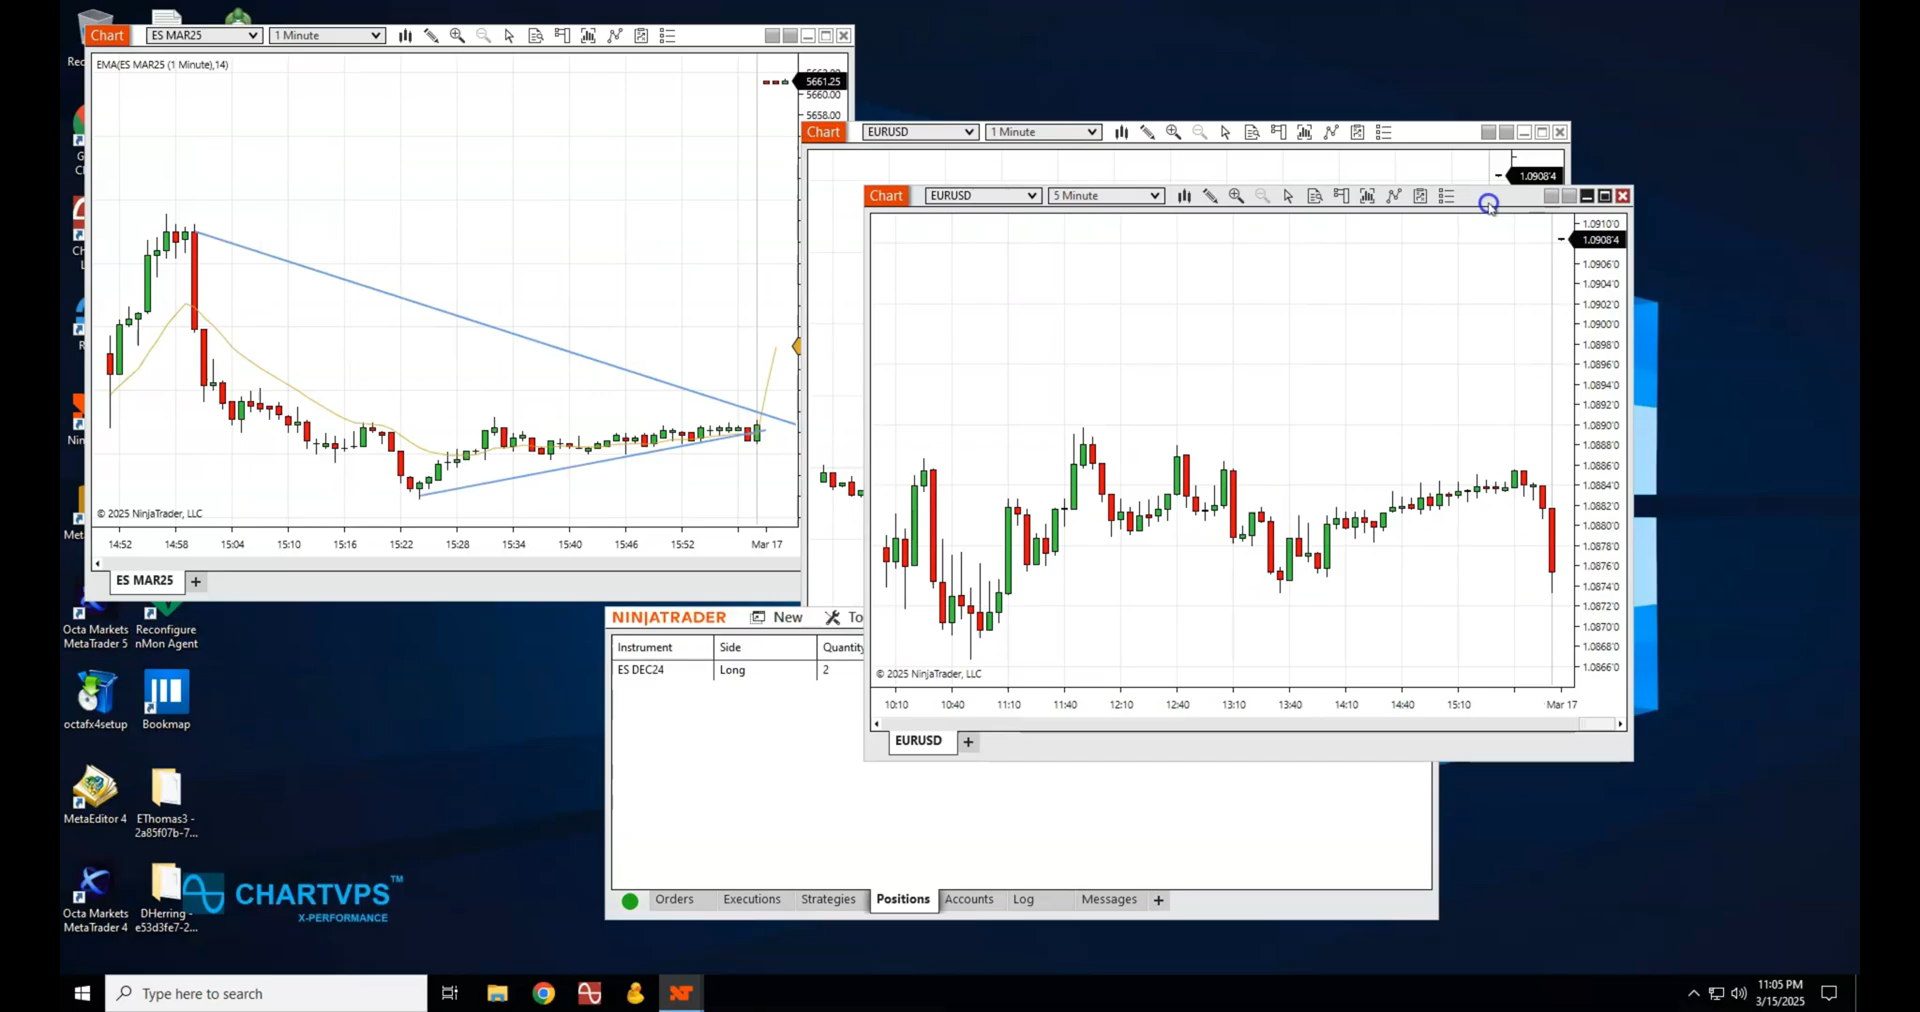 Chart
ES MAR25
1 Minute
EMA(ES MAR25 (1 Minute),14)
5661.25
5660.00
5658.00
© 2025 NinjaTrader, LLC
14:52
14:58
15:04
15:10
15:16
15:22
15:28
15:34
15:40
15:46
15:52
Mar 17
ES MAR25
Chart
EURUSD
1 Minute
1.0908'4
Chart
EURUSD
5 Minute
1.0910'0
1.0908'4
1.0906'0
1.0904'0
1.0902'0
1.0900'0
1.0898'0
1.0896'0
1.0894'0
1.0892'0
1.0890'0
1.0888'0
1.0886'0
1.0884'0
1.0882'0
1.0880'0
1.0878'0
1.0876'0
1.0874'0
1.0872'0
1.0870'0
1.0868'0
1.0866'0
© 2025 NinjaTrader, LLC
10:10
10:40
11:10
11:40
12:10
12:40
13:10
13:40
14:10
14:40
15:10
Mar 17
EURUSD
NINJATRADER
New
To
Instrument
Side
Quantity
ES DEC24
Long
2
Orders
Executions
Strategies
Positions
Accounts
Log
Messages
Octa Markets
MetaTrader 5
Reconfigure
nMon Agent
octafx4setup
Bookmap
MetaEditor 4
EThomas3 -
2a85f07b-7...
Octa Markets
MetaTrader 4
DHerring -
e53d3fe7-2...
CHARTVPS™
X-PERFORMANCE
Type here to search
11:05 PM
3/15/2025